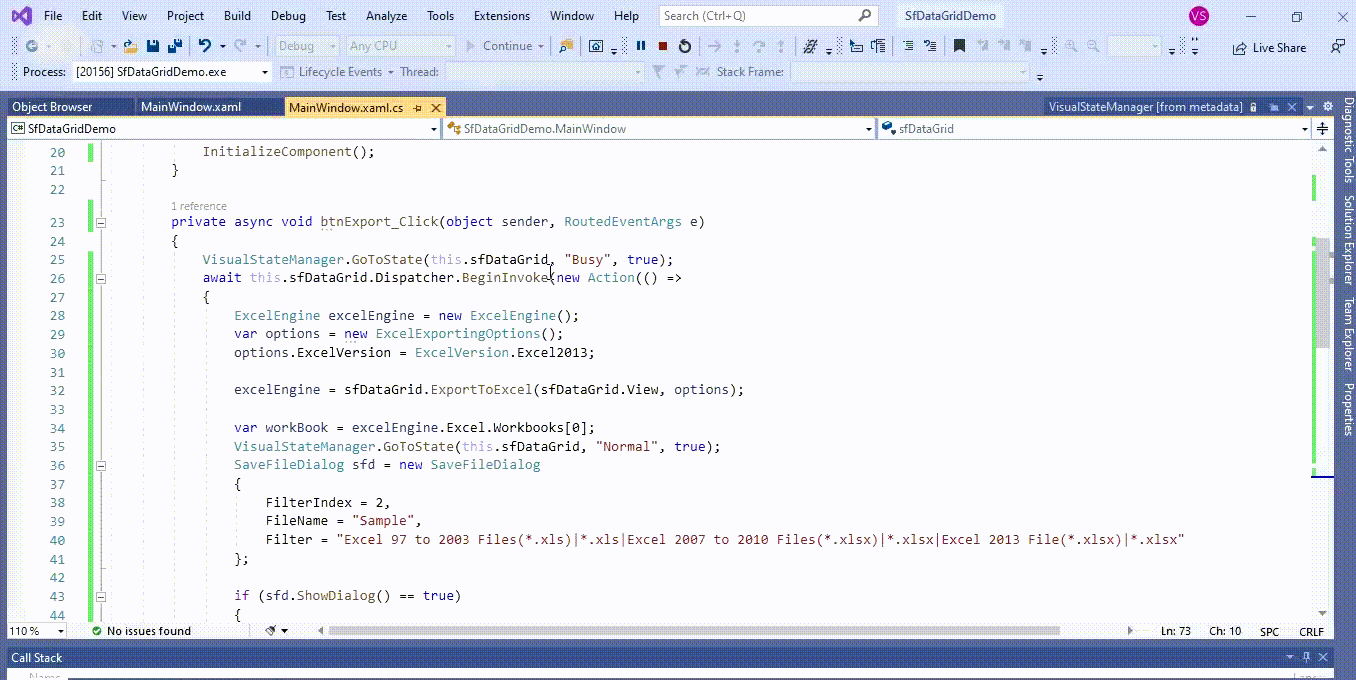 File Edit View Project Build Debug Test Analyze Tools Extensions Window Help Search (Ctrl+Q) SfDataGridDemo VS
Debug Any CPU Continue Live Share
Process: [20156] SfDataGridDemo.exe Lifecycle Events Thread: Stack Frame:
Object Browser MainWindow.xaml MainWindow.xaml.cs VisualStateManager [from metadata]
C# SfDataGridDemo SfDataGridDemo.MainWindow sfDataGrid
20 InitializeComponent();
21 }
22
1 reference
23 private async void btnExport_Click(object sender, RoutedEventArgs e)
24 {
25 VisualStateManager.GoToState(this.sfDataGrid, "Busy", true);
26 await this.sfDataGrid.Dispatcher.BeginInvoke(new Action(() =>
27 {
28 ExcelEngine excelEngine = new ExcelEngine();
29 var options = new ExcelExportingOptions();
30 options.ExcelVersion = ExcelVersion.Excel2013;
31
32 excelEngine = sfDataGrid.ExportToExcel(sfDataGrid.View, options);
33
34 var workBook = excelEngine.Excel.Workbooks[0];
35 VisualStateManager.GoToState(this.sfDataGrid, "Normal", true);
36 SaveFileDialog sfd = new SaveFileDialog
37 {
38 FilterIndex = 2,
39 FileName = "Sample",
40 Filter = "Excel 97 to 2003 Files(*.xls)|*.xls|Excel 2007 to 2010 Files(*.xlsx)|*.xlsx|Excel 2013 File(*.xlsx)|*.xlsx"
41 };
42
43 if (sfd.ShowDialog() == true)
44 {
110 % No issues found Ln: 73 Ch: 10 SPC CRLF
Call Stack
Name
Diagnostic Tools
Solution Explorer
Team Explorer
Properties